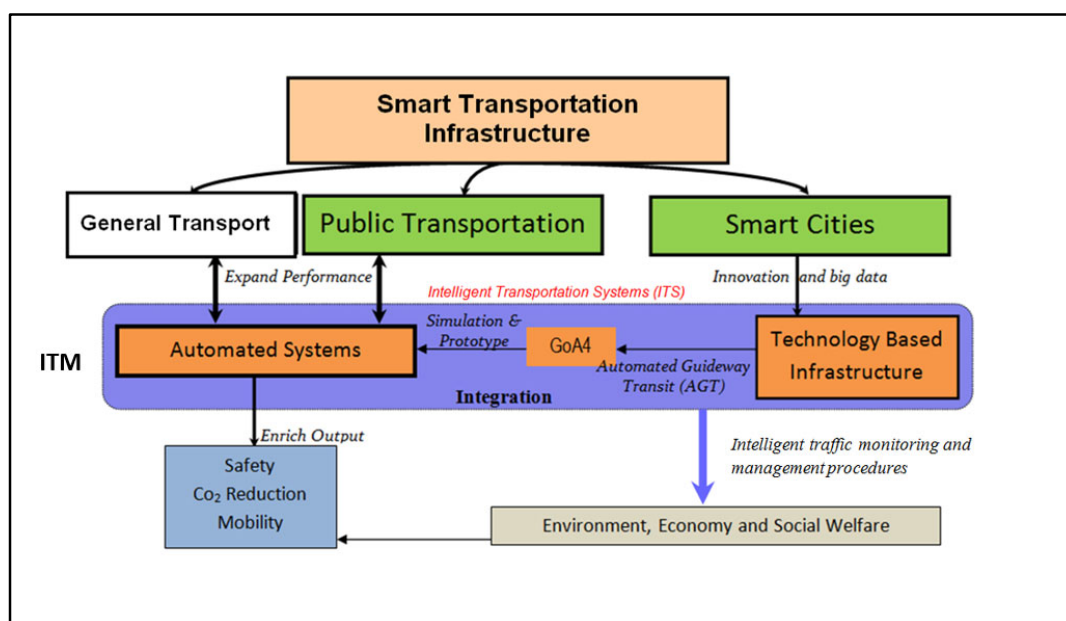 Smart Transportation
Infrastructure
General Transport
Public Transportation
Smart Cities
Expand Performance
Innovation and big data
Intelligent Transportation Systems (ITS)
ITM
Automated Systems
Simulation &
Prototype
GoA4
Automated Guideway
Transit (AGT)
Technology Based
Infrastructure
Integration
Enrich Output
Intelligent traffic monitoring and
management procedures
Safety
Co₂ Reduction
Mobility
Environment, Economy and Social Welfare